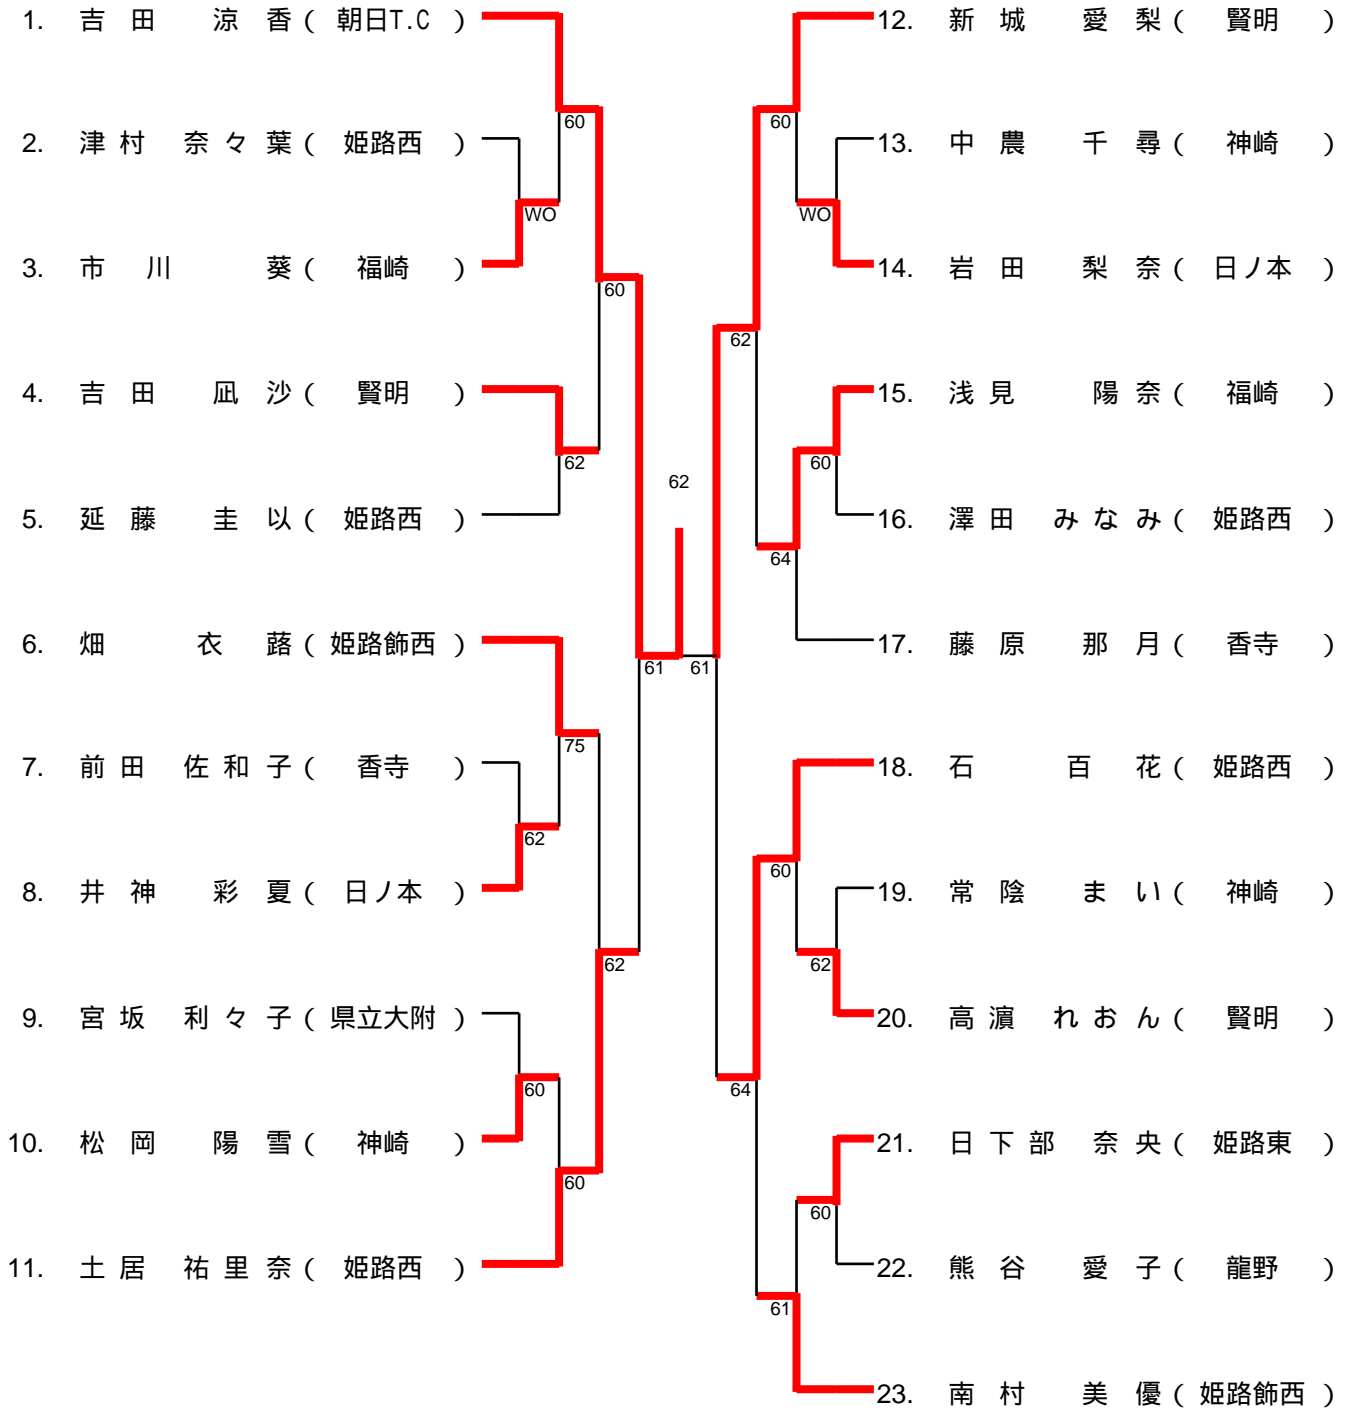 1. 吉田 涼香 ( 朝日T.C )
2. 津村 奈々葉 ( 姫路西 )
3. 市川 葵 ( 福崎 )
4. 吉田 凪沙 ( 賢明 )
5. 延藤 圭以 ( 姫路西 )
6. 畑 衣蕗 ( 姫路飾西 )
7. 前田 佐和子 ( 香寺 )
8. 井神 彩夏 ( 日ノ本 )
9. 宮坂 利々子 ( 県立大附 )
10. 松岡 陽雪 ( 神崎 )
11. 土居 祐里奈 ( 姫路西 )
60
WO
60
62
75
62
62
60
60
61
62
61
62
64
60
WO
60
64
60
62
60
61
12. 新城 愛梨 ( 賢明 )
13. 中農 千尋 ( 神崎 )
14. 岩田 梨奈 ( 日ノ本 )
15. 浅見 陽奈 ( 福崎 )
16. 澤田 みなみ ( 姫路西 )
17. 藤原 那月 ( 香寺 )
18. 石 百花 ( 姫路西 )
19. 常陰 まい ( 神崎 )
20. 高濵 れおん ( 賢明 )
21. 日下部 奈央 ( 姫路東 )
22. 熊谷 愛子 ( 龍野 )
23. 南村 美優 ( 姫路飾西 )